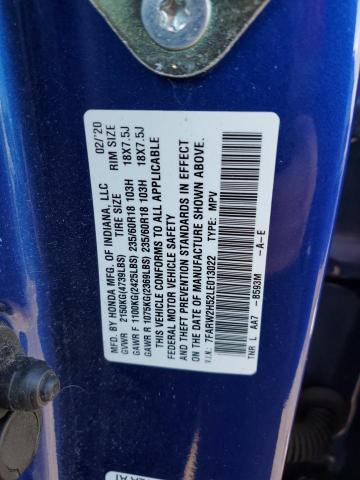 MFD. BY HONDA MFG. OF INDIANA, LLC 02/'20
GVWR 2150KG(4739LBS) TIRE SIZE RIM SIZE
GAWR F 1100KG(2425LBS) 235/60R18 103H 18X7.5J
GAWR R 1075KG(2369LBS) 235/60R18 103H 18X7.5J
THIS VEHICLE CONFORMS TO ALL APPLICABLE
FEDERAL MOTOR VEHICLE SAFETY
AND THEFT PREVENTION STANDARDS IN EFFECT
ON THE DATE OF MANUFACTURE SHOWN ABOVE.
V.I.N. 7FARW2H52LE013022 TYPE: MPV
TNR L AA7 -B593M -A-E